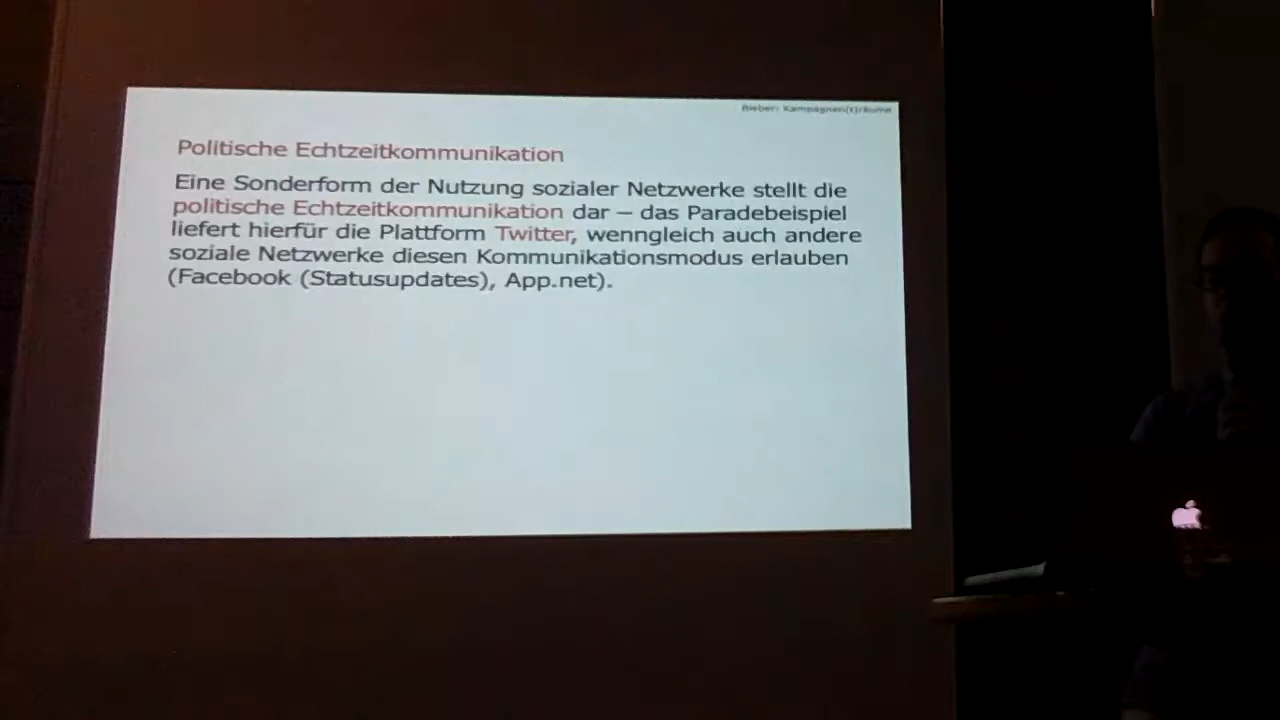 Bieber: Kampagnen(t)räume
Politische Echtzeitkommunikation
Eine Sonderform der Nutzung sozialer Netzwerke stellt die
politische Echtzeitkommunikation dar – das Paradebeispiel
liefert hierfür die Plattform Twitter, wenngleich auch andere
soziale Netzwerke diesen Kommunikationsmodus erlauben
(Facebook (Statusupdates), App.net).